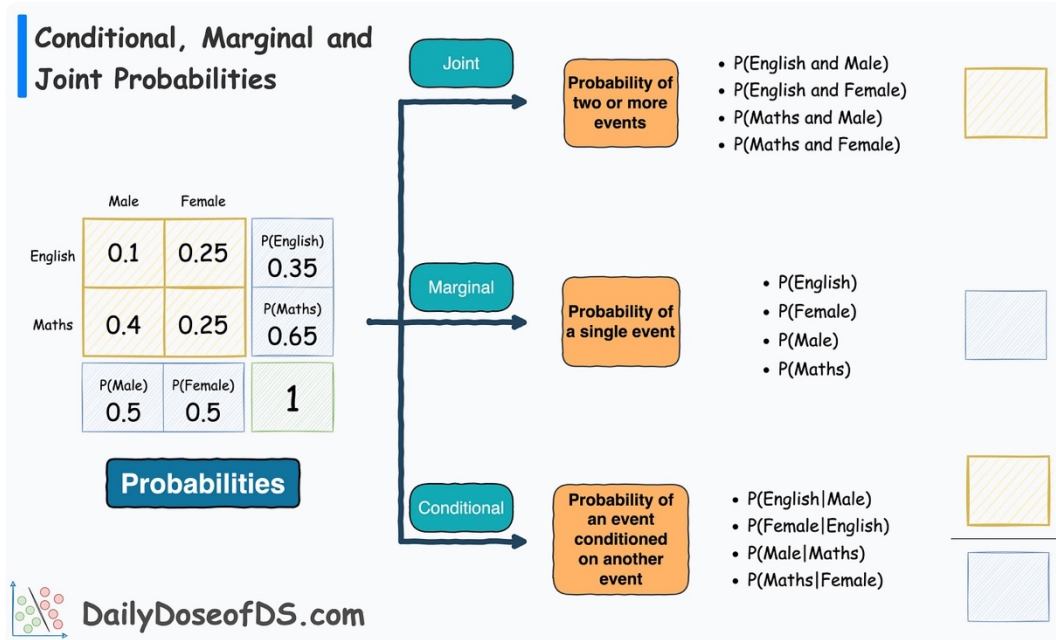 Conditional, Marginal and
Joint Probabilities
Male Female
English 0.1 0.25 P(English)
0.35
Maths 0.4 0.25 P(Maths)
0.65
P(Male) P(Female)
0.5 0.5 1
Probabilities
Joint
Probability of
two or more
events
• P(English and Male)
• P(English and Female)
• P(Maths and Male)
• P(Maths and Female)
Marginal
Probability of
a single event
• P(English)
• P(Female)
• P(Male)
• P(Maths)
Conditional
Probability of
an event
conditioned
on another
event
• P(English|Male)
• P(Female|English)
• P(Male|Maths)
• P(Maths|Female)
DailyDoseofDS.com